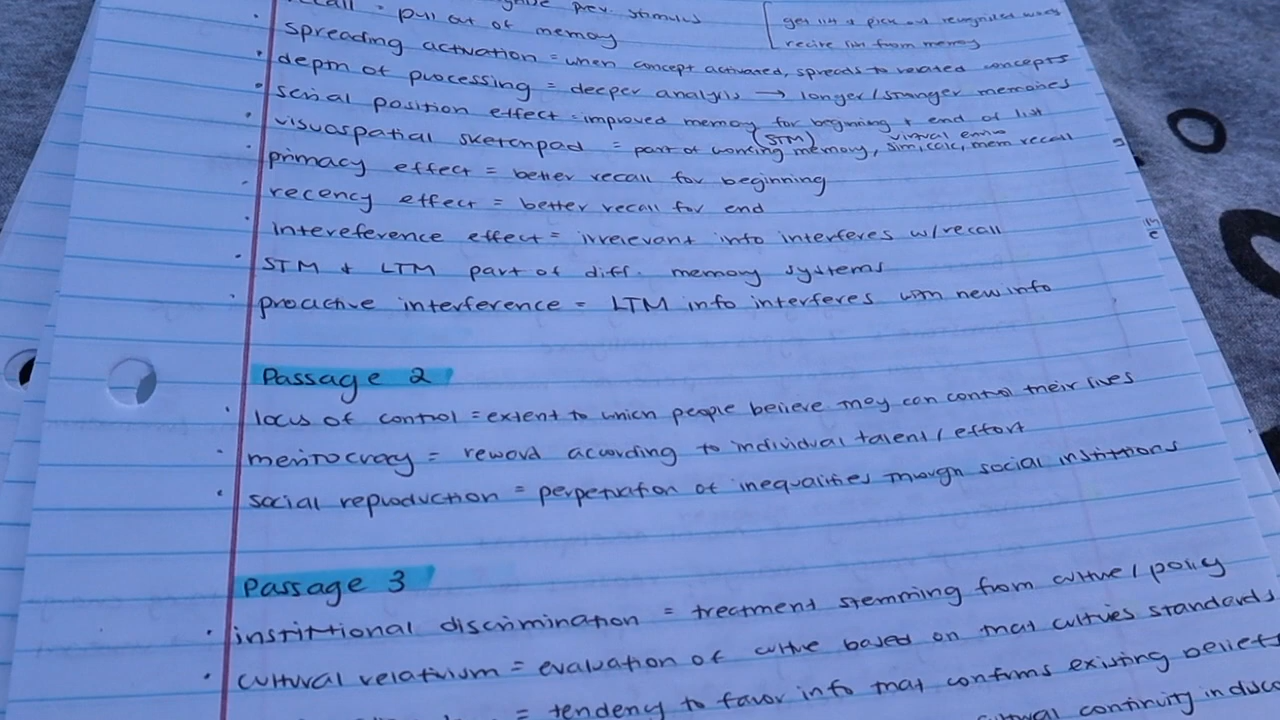 prev. stimulus
get list & pick out recognized ones
recall = pull out of memory
recite list from memory
• spreading activation = when concept activated, spreads to related concepts
• depth of processing = deeper analysis → longer/stronger memories
• serial position effect = improved memory for beginning & end of list
• visuospatial sketchpad = part of working memory (STM), virtual enviro sim, calc, mem recall
• primacy effect = better recall for beginning
• recency effect = better recall for end
• intereference effect = irrelevant info interferes w/recall
• STM & LTM part of diff. memory systems
• proactive interference = LTM info interferes with new info
Passage 2
• locus of control = extent to which people believe they can control their lives
• meritocracy = reward according to individual talent/effort
• social reproduction = perpetuation of inequalities through social institutions
Passage 3
• institutional discrimination = treatment stemming from culture/policy
• cultural relativism = evaluation of culture based on that cultures standards
= tendency to favor info that confirms existing beliefs
continuity in